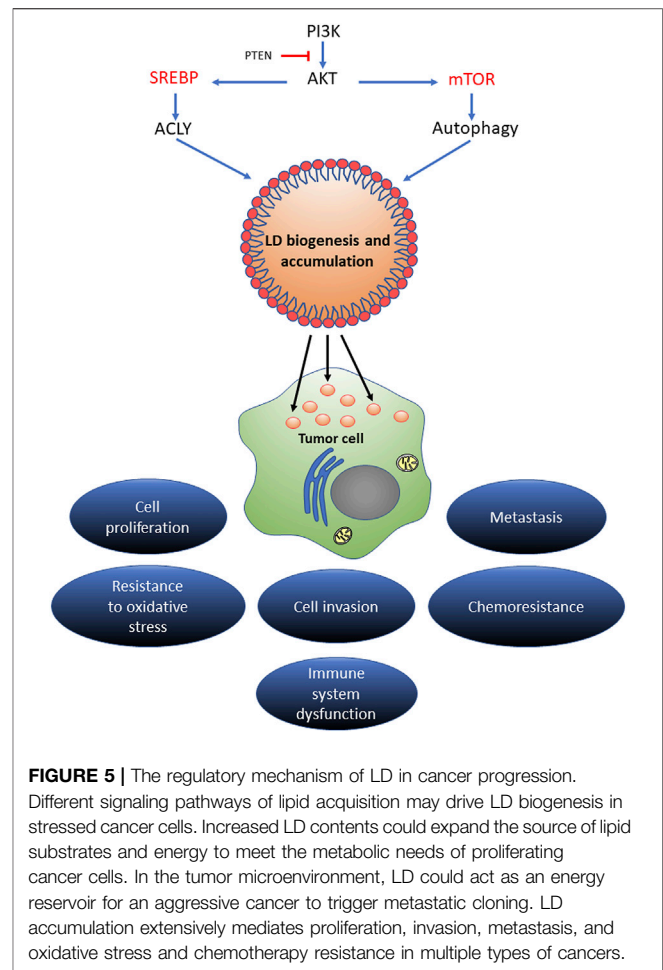 PI3K
PTEN
SREBP
AKT
mTOR
ACLY
Autophagy
LD biogenesis and
accumulation
Tumor cell
Cell
proliferation
Metastasis
Resistance
to oxidative
stress
Cell invasion
Chemoresistance
Immune
system
dysfunction
FIGURE 5 | The regulatory mechanism of LD in cancer progression.
Different signaling pathways of lipid acquisition may drive LD biogenesis in
stressed cancer cells. Increased LD contents could expand the source of lipid
substrates and energy to meet the metabolic needs of proliferating
cancer cells. In the tumor microenvironment, LD could act as an energy
reservoir for an aggressive cancer to trigger metastatic cloning. LD
accumulation extensively mediates proliferation, invasion, metastasis, and
oxidative stress and chemotherapy resistance in multiple types of cancers.